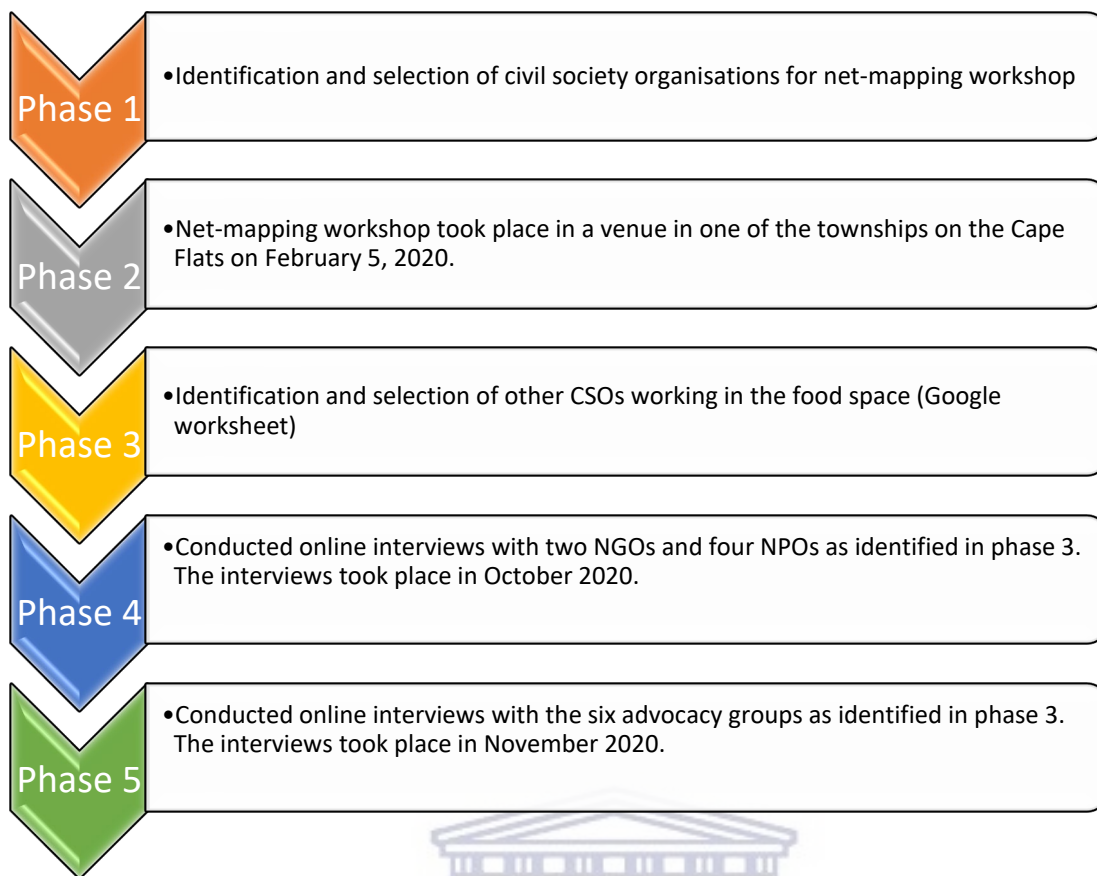 Phase 1
•Identification and selection of civil society organisations for net-mapping workshop
Phase 2
•Net-mapping workshop took place in a venue in one of the townships on the Cape
Flats on February 5, 2020.
Phase 3
•Identification and selection of other CSOs working in the food space (Google
worksheet)
Phase 4
•Conducted online interviews with two NGOs and four NPOs as identified in phase 3.
The interviews took place in October 2020.
Phase 5
•Conducted online interviews with the six advocacy groups as identified in phase 3.
The interviews took place in November 2020.